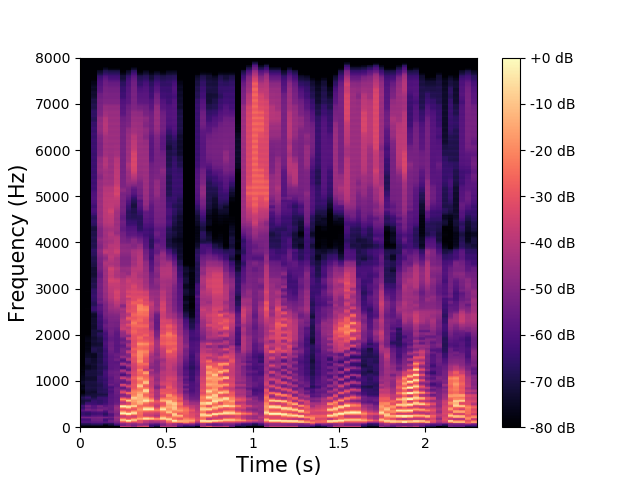 8000
7000
6000
5000
4000
3000
2000
1000
0
Frequency (Hz)
0
0.5
1
1.5
2
Time (s)
+0 dB
-10 dB
-20 dB
-30 dB
-40 dB
-50 dB
-60 dB
-70 dB
-80 dB